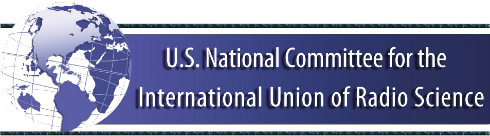 U.S. National Committee for the
International Union of Radio Science